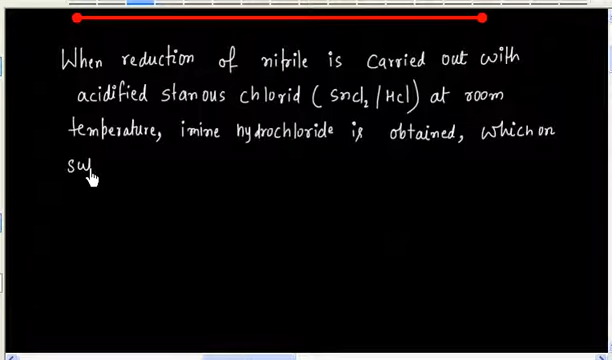 When reduction of nitrile is carried out with
acidified stanous chlorid (SnCl2/HCl) at room
temperature, imine hydrochloride is obtained, which on
su